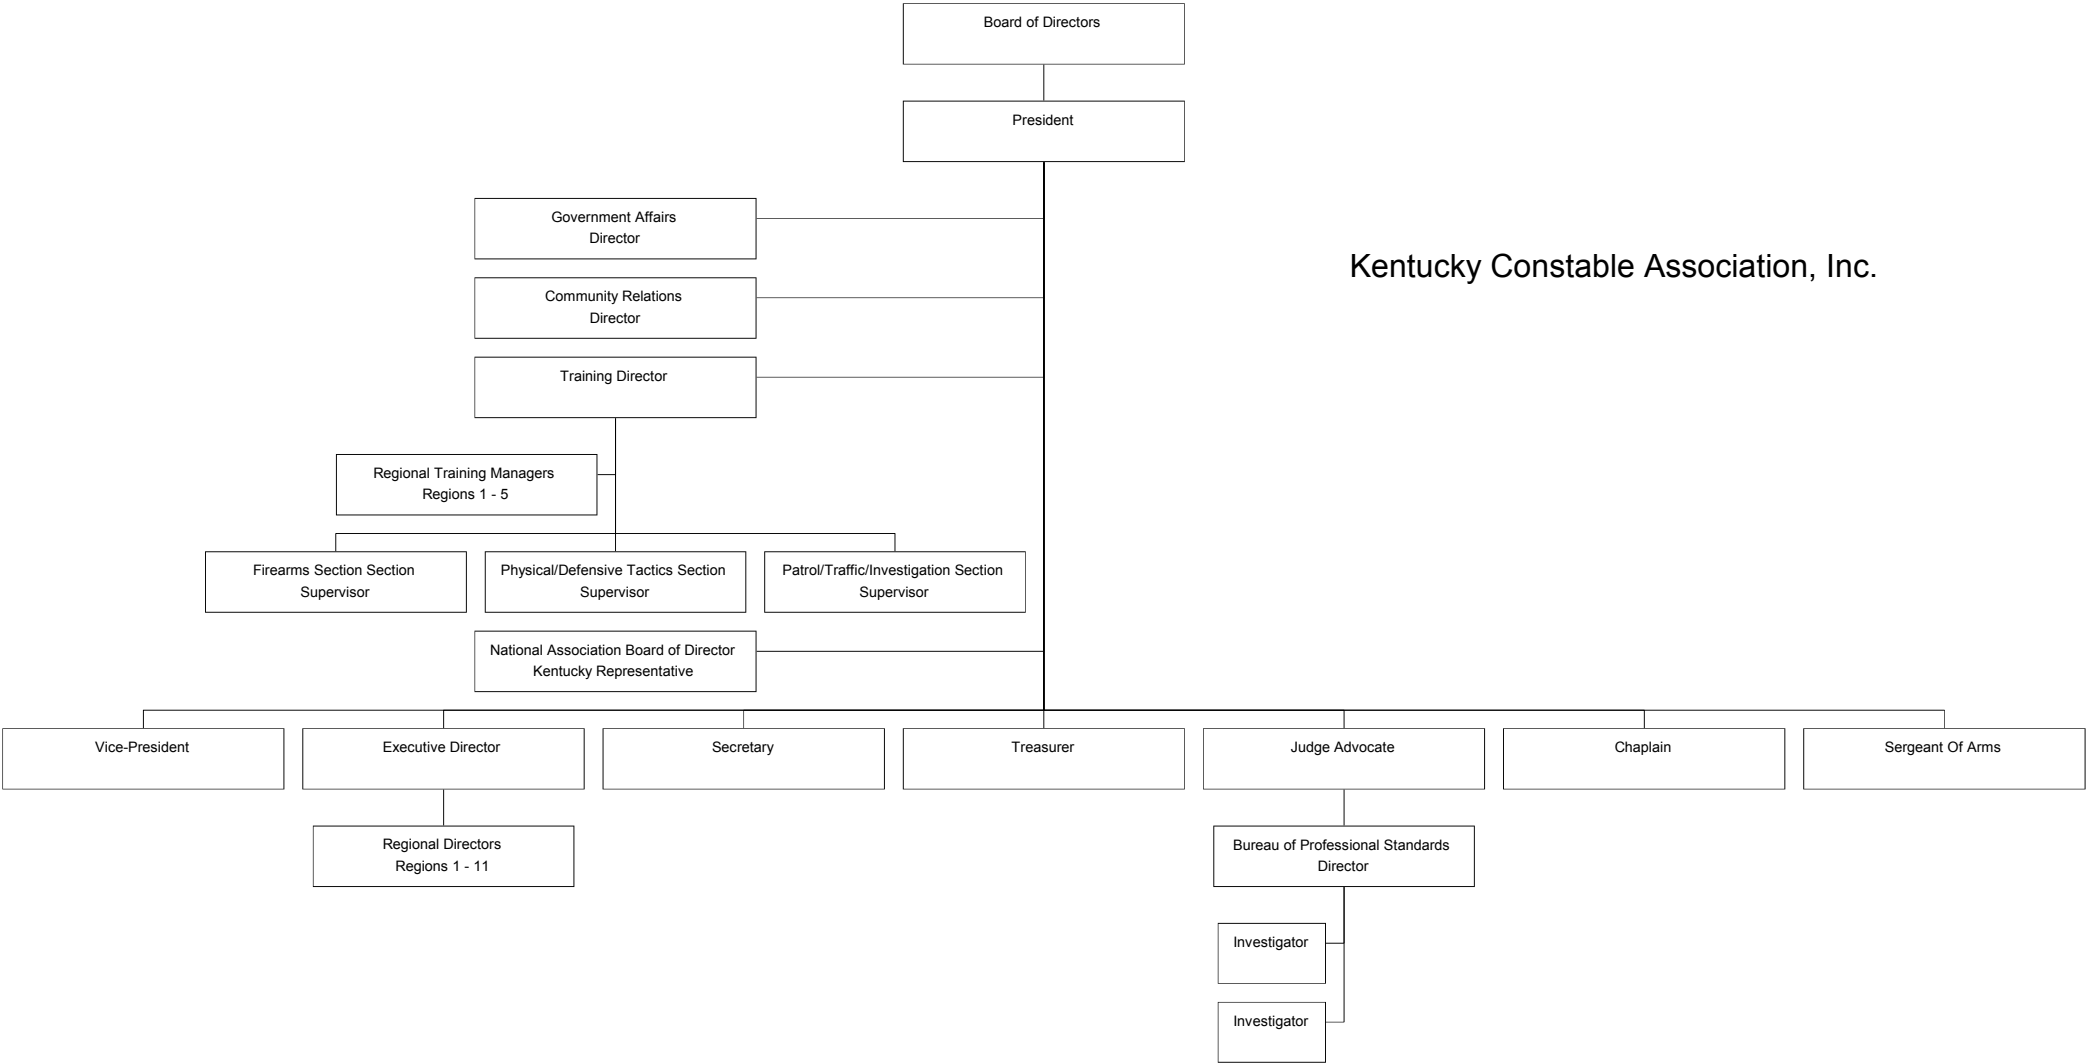 Board of Directors
President
Government Affairs
Director
Kentucky Constable Association, Inc.
Community Relations
Director
Training Director
Regional Training Managers
Regions 1 - 5
Firearms Section Section
Supervisor
Physical/Defensive Tactics Section
Supervisor
Patrol/Traffic/Investigation Section
Supervisor
National Association Board of Director
Kentucky Representative
Vice-President
Executive Director
Secretary
Treasurer
Judge Advocate
Chaplain
Sergeant Of Arms
Regional Directors
Regions 1 - 11
Bureau of Professional Standards
Director
Investigator
Investigator